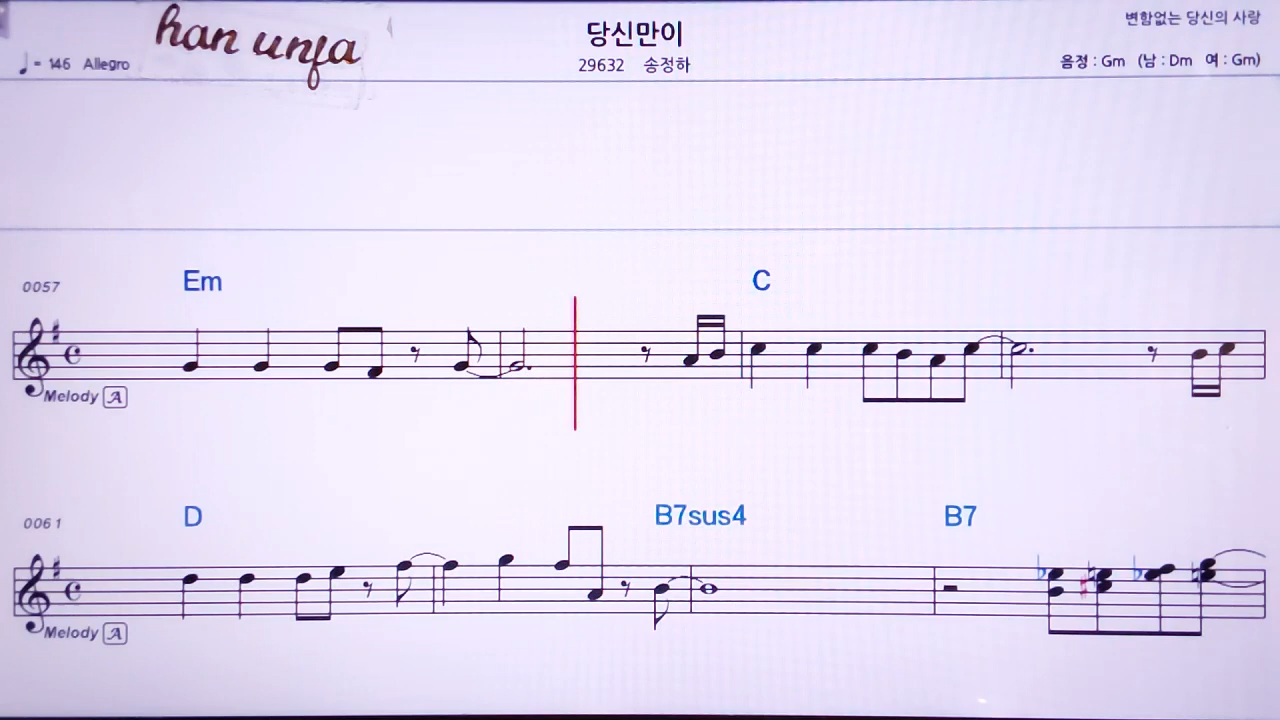 han unfa
당신만이
변함없는 당신의 사랑
♩ = 146 Allegro
29632 송정하
음정 : Gm (남 : Dm 여 : Gm)
0057
Em
C
Melody A
0061
D
B7sus4
B7
Melody A